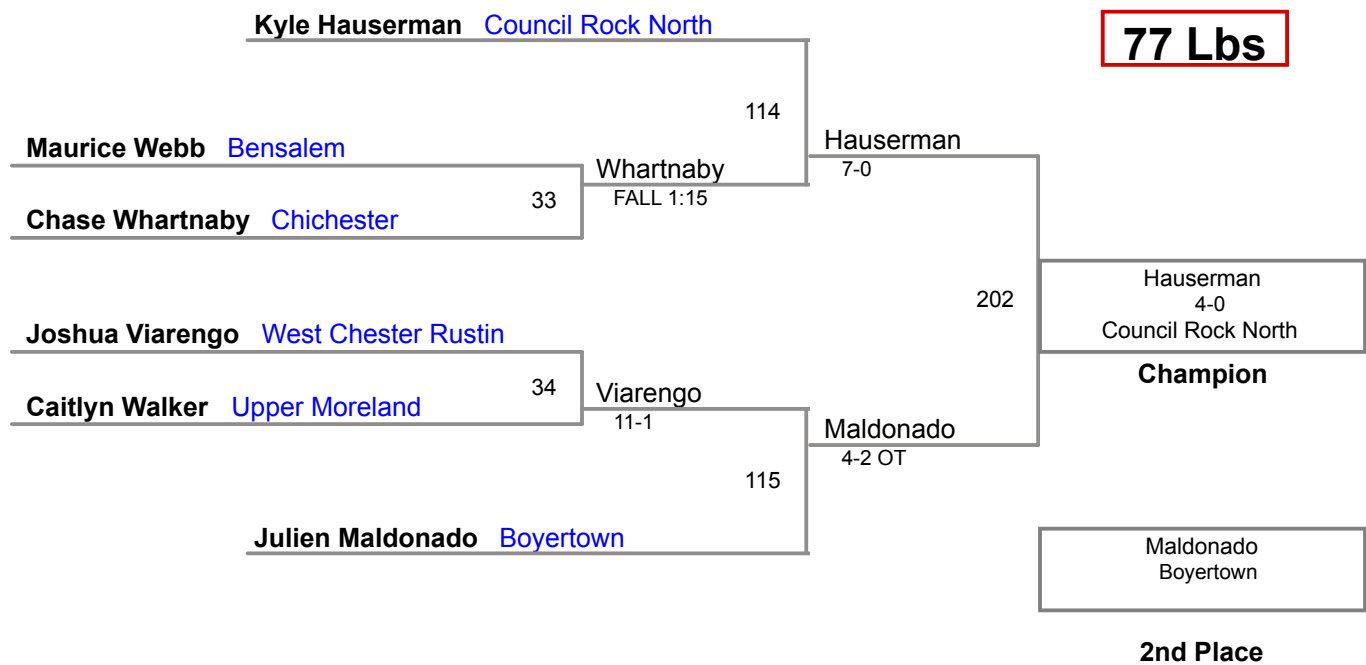 Kyle Hauserman Council Rock North
77 Lbs
114
Maurice Webb Bensalem
Hauserman
7-0
Whartnaby
FALL 1:15
33
Chase Whartnaby Chichester
Hauserman
4-0
Council Rock North
202
Joshua Viarengo West Chester Rustin
Champion
34
Viarengo
11-1
Caitlyn Walker Upper Moreland
Maldonado
4-2 OT
115
Julien Maldonado Boyertown
Maldonado
Boyertown
2nd Place